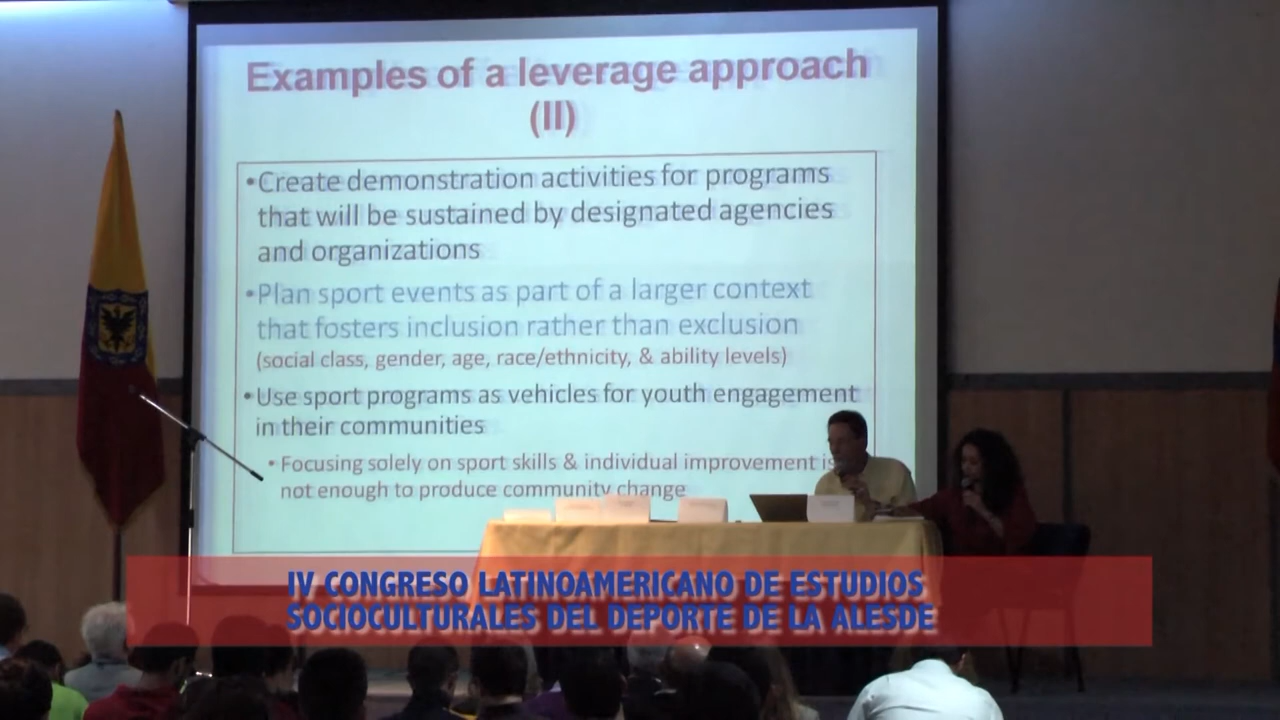 Examples of a leverage approach
(II)
•Create demonstration activities for programs
that will be sustained by designated agencies
and organizations
•Plan sport events as part of a larger context
that fosters inclusion rather than exclusion
(social class, gender, age, race/ethnicity, & ability levels)
•Use sport programs as vehicles for youth engagement
in their communities
•Focusing solely on sport skills & individual improvement is
not enough to produce community change
IV CONGRESO LATINOAMERICANO DE ESTUDIOS
SOCIOCULTURALES DEL DEPORTE DE LA ALESDE